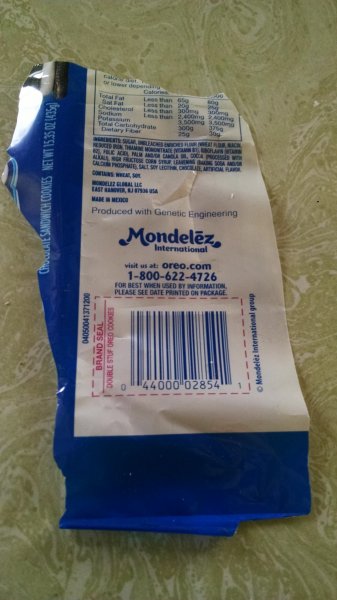 calorie diet.
or lower depending
Calories
Total Fat Less than 65g 80g
Sat Fat Less than 20g 25g
Cholesterol Less than 300mg 300mg
Sodium Less than 2,400mg 2,400mg
Potassium 3,500mg 3,500mg
Total Carbohydrate 300g 375g
Dietary Fiber 25g 30g
INGREDIENTS: SUGAR, UNBLEACHED ENRICHED FLOUR (WHEAT FLOUR, NIACIN,
REDUCED IRON, THIAMINE MONONITRATE {VITAMIN B1}, RIBOFLAVIN {VITAMIN
B2}, FOLIC ACID), PALM AND/OR CANOLA OIL, COCOA (PROCESSED WITH
ALKALI), HIGH FRUCTOSE CORN SYRUP, LEAVENING (BAKING SODA AND/OR
CALCIUM PHOSPHATE), SALT, SOY LECITHIN, CHOCOLATE, ARTIFICIAL FLAVOR.
CONTAINS: WHEAT, SOY.
MONDELĒZ GLOBAL LLC
EAST HANOVER, NJ 07936 USA
MADE IN MEXICO
Produced with Genetic Engineering
Mondelēz
International
visit us at: oreo.com
1-800-622-4726
FOR BEST WHEN USED BY INFORMATION,
PLEASE SEE DATE PRINTED ON PACKAGE.
CHOCOLATE SANDWICH COOKIES NET WT 15.35 OZ (435g)
04050041371200
BRAND SEAL
DOUBLE STUF OREO COOKIES
0 44000 02854 1
© Mondelēz International group